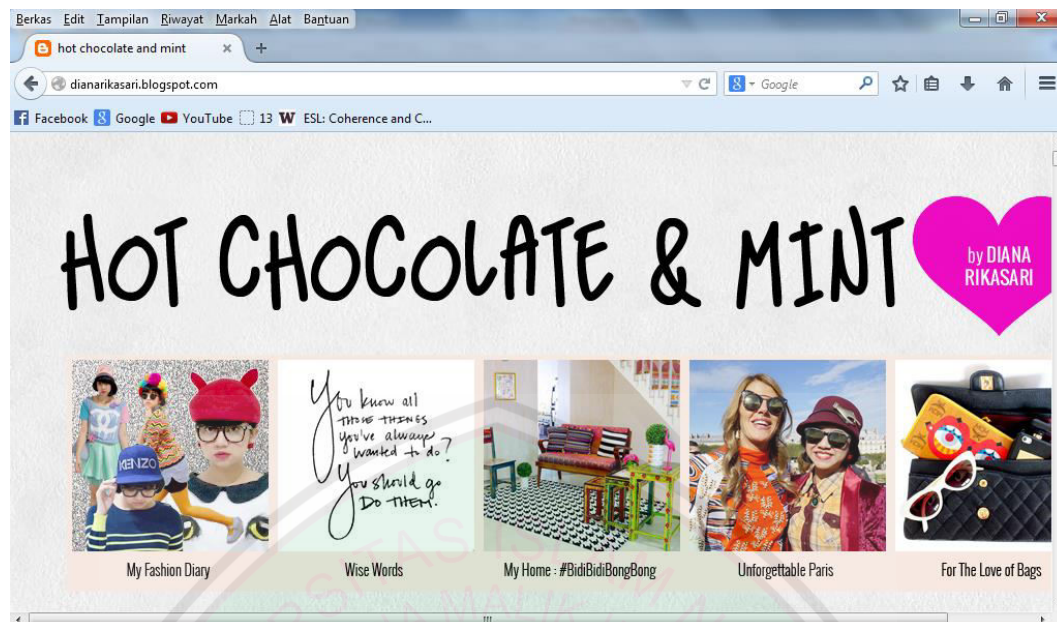 Berkas Edit Tampilan Riwayat Markah Alat Bantuan
hot chocolate and mint
dianarikasari.blogspot.com
Google
Facebook Google YouTube 13 W ESL: Coherence and C...
HOT CHOCOLATE & MINT
by DIANA
RIKASARI
KENZO
You know all
THOSE THINGS
you've always
wanted to do?
You should go
DO THEM.
My Fashion Diary
Wise Words
My Home : #BidiBidiBongBong
Unforgettable Paris
For The Love of Bags